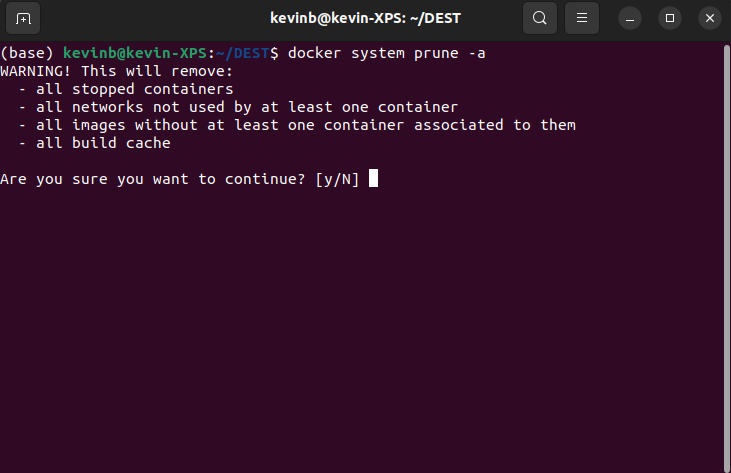 kevinb@kevin-XPS: ~/DEST
(base) kevinb@kevin-XPS:~/DEST$ docker system prune -a
WARNING! This will remove:
  - all stopped containers
  - all networks not used by at least one container
  - all images without at least one container associated to them
  - all build cache

Are you sure you want to continue? [y/N]